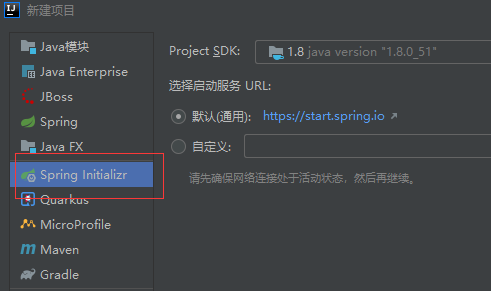 新建项目
Java模块
Java Enterprise
JBoss
Spring
Java FX
Spring Initializr
Quarkus
MicroProfile
Maven
Gradle
Project SDK: 1.8 java version "1.8.0_51"
选择启动服务 URL:
默认(通用): https://start.spring.io
自定义:
请先确保网络连接处于活动状态，然后再继续。